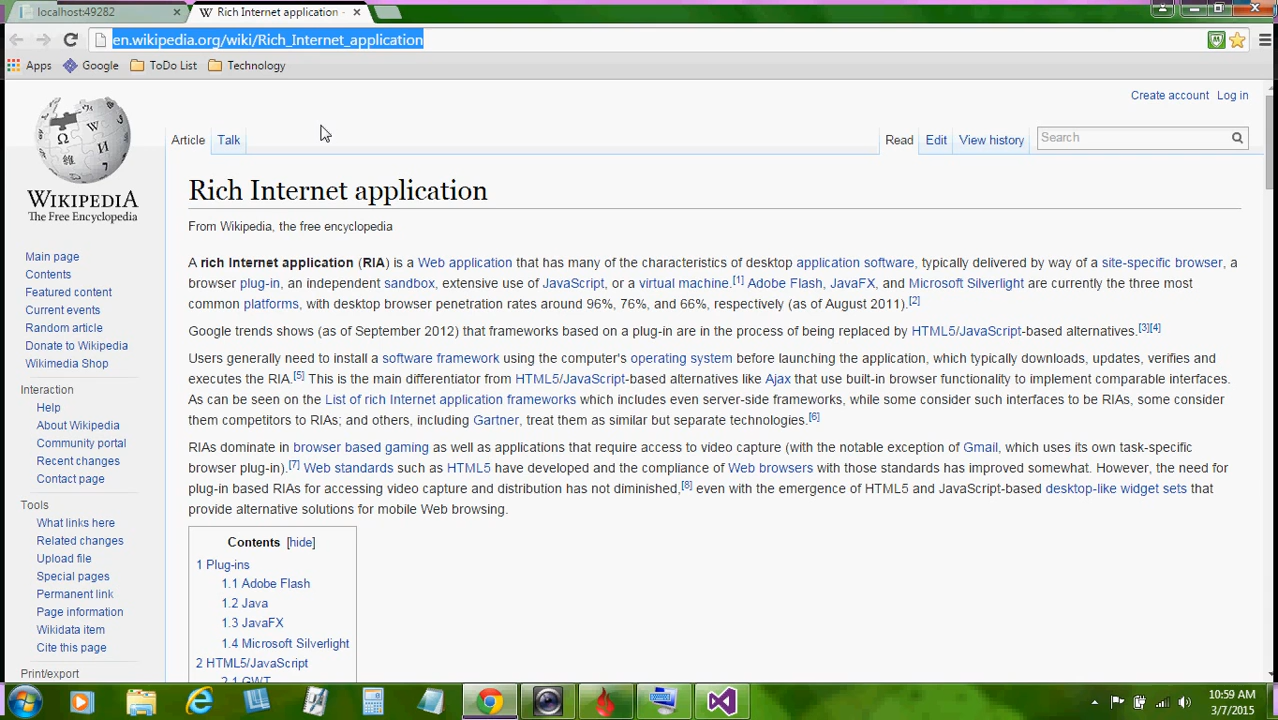 localhost:49282
Rich Internet application -
en.wikipedia.org/wiki/Rich_Internet_application
Apps Google ToDo List Technology
Create account Log in
Article Talk Read Edit View history Search
WIKIPEDIA
The Free Encyclopedia
Main page
Contents
Featured content
Current events
Random article
Donate to Wikipedia
Wikimedia Shop
Interaction
Help
About Wikipedia
Community portal
Recent changes
Contact page
Tools
What links here
Related changes
Upload file
Special pages
Permanent link
Page information
Wikidata item
Cite this page
Print/export
Rich Internet application
From Wikipedia, the free encyclopedia
A rich Internet application (RIA) is a Web application that has many of the characteristics of desktop application software, typically delivered by way of a site-specific browser, a
browser plug-in, an independent sandbox, extensive use of JavaScript, or a virtual machine.[1] Adobe Flash, JavaFX, and Microsoft Silverlight are currently the three most
common platforms, with desktop browser penetration rates around 96%, 76%, and 66%, respectively (as of August 2011).[2]
Google trends shows (as of September 2012) that frameworks based on a plug-in are in the process of being replaced by HTML5/JavaScript-based alternatives.[3][4]
Users generally need to install a software framework using the computer's operating system before launching the application, which typically downloads, updates, verifies and
executes the RIA.[5] This is the main differentiator from HTML5/JavaScript-based alternatives like Ajax that use built-in browser functionality to implement comparable interfaces.
As can be seen on the List of rich Internet application frameworks which includes even server-side frameworks, while some consider such interfaces to be RIAs, some consider
them competitors to RIAs; and others, including Gartner, treat them as similar but separate technologies.[6]
RIAs dominate in browser based gaming as well as applications that require access to video capture (with the notable exception of Gmail, which uses its own task-specific
browser plug-in).[7] Web standards such as HTML5 have developed and the compliance of Web browsers with those standards has improved somewhat. However, the need for
plug-in based RIAs for accessing video capture and distribution has not diminished,[8] even with the emergence of HTML5 and JavaScript-based desktop-like widget sets that
provide alternative solutions for mobile Web browsing.
Contents [hide]
1 Plug-ins
1.1 Adobe Flash
1.2 Java
1.3 JavaFX
1.4 Microsoft Silverlight
2 HTML5/JavaScript
2.1 GWT
10:59 AM
3/7/2015